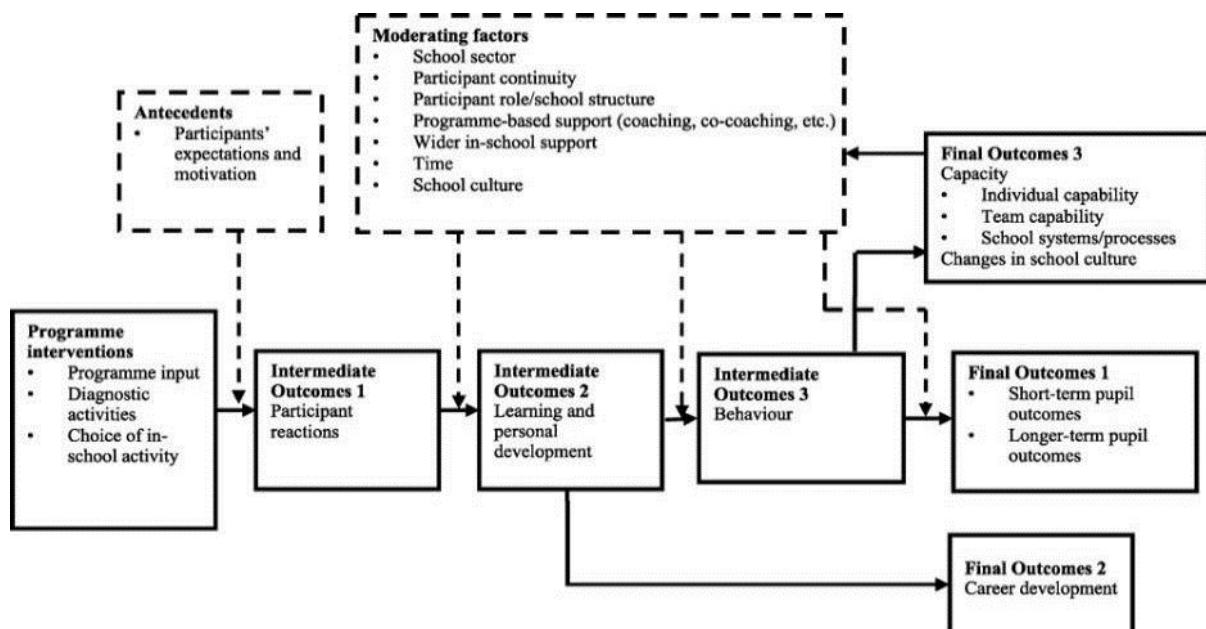 Moderating factors
• School sector
• Participant continuity
• Participant role/school structure
• Programme-based support (coaching, co-coaching, etc.)
• Wider in-school support
• Time
• School culture
Antecedents
• Participants'
expectations and
motivation
Final Outcomes 3
Capacity
• Individual capability
• Team capability
• School systems/processes
Changes in school culture
Programme
interventions
• Programme input
• Diagnostic
activities
• Choice of in-
school activity
Intermediate
Outcomes 1
Participant
reactions
Intermediate
Outcomes 2
Learning and
personal
development
Intermediate
Outcomes 3
Behaviour
Final Outcomes 1
• Short-term pupil
outcomes
• Longer-term pupil
outcomes
Final Outcomes 2
Career development